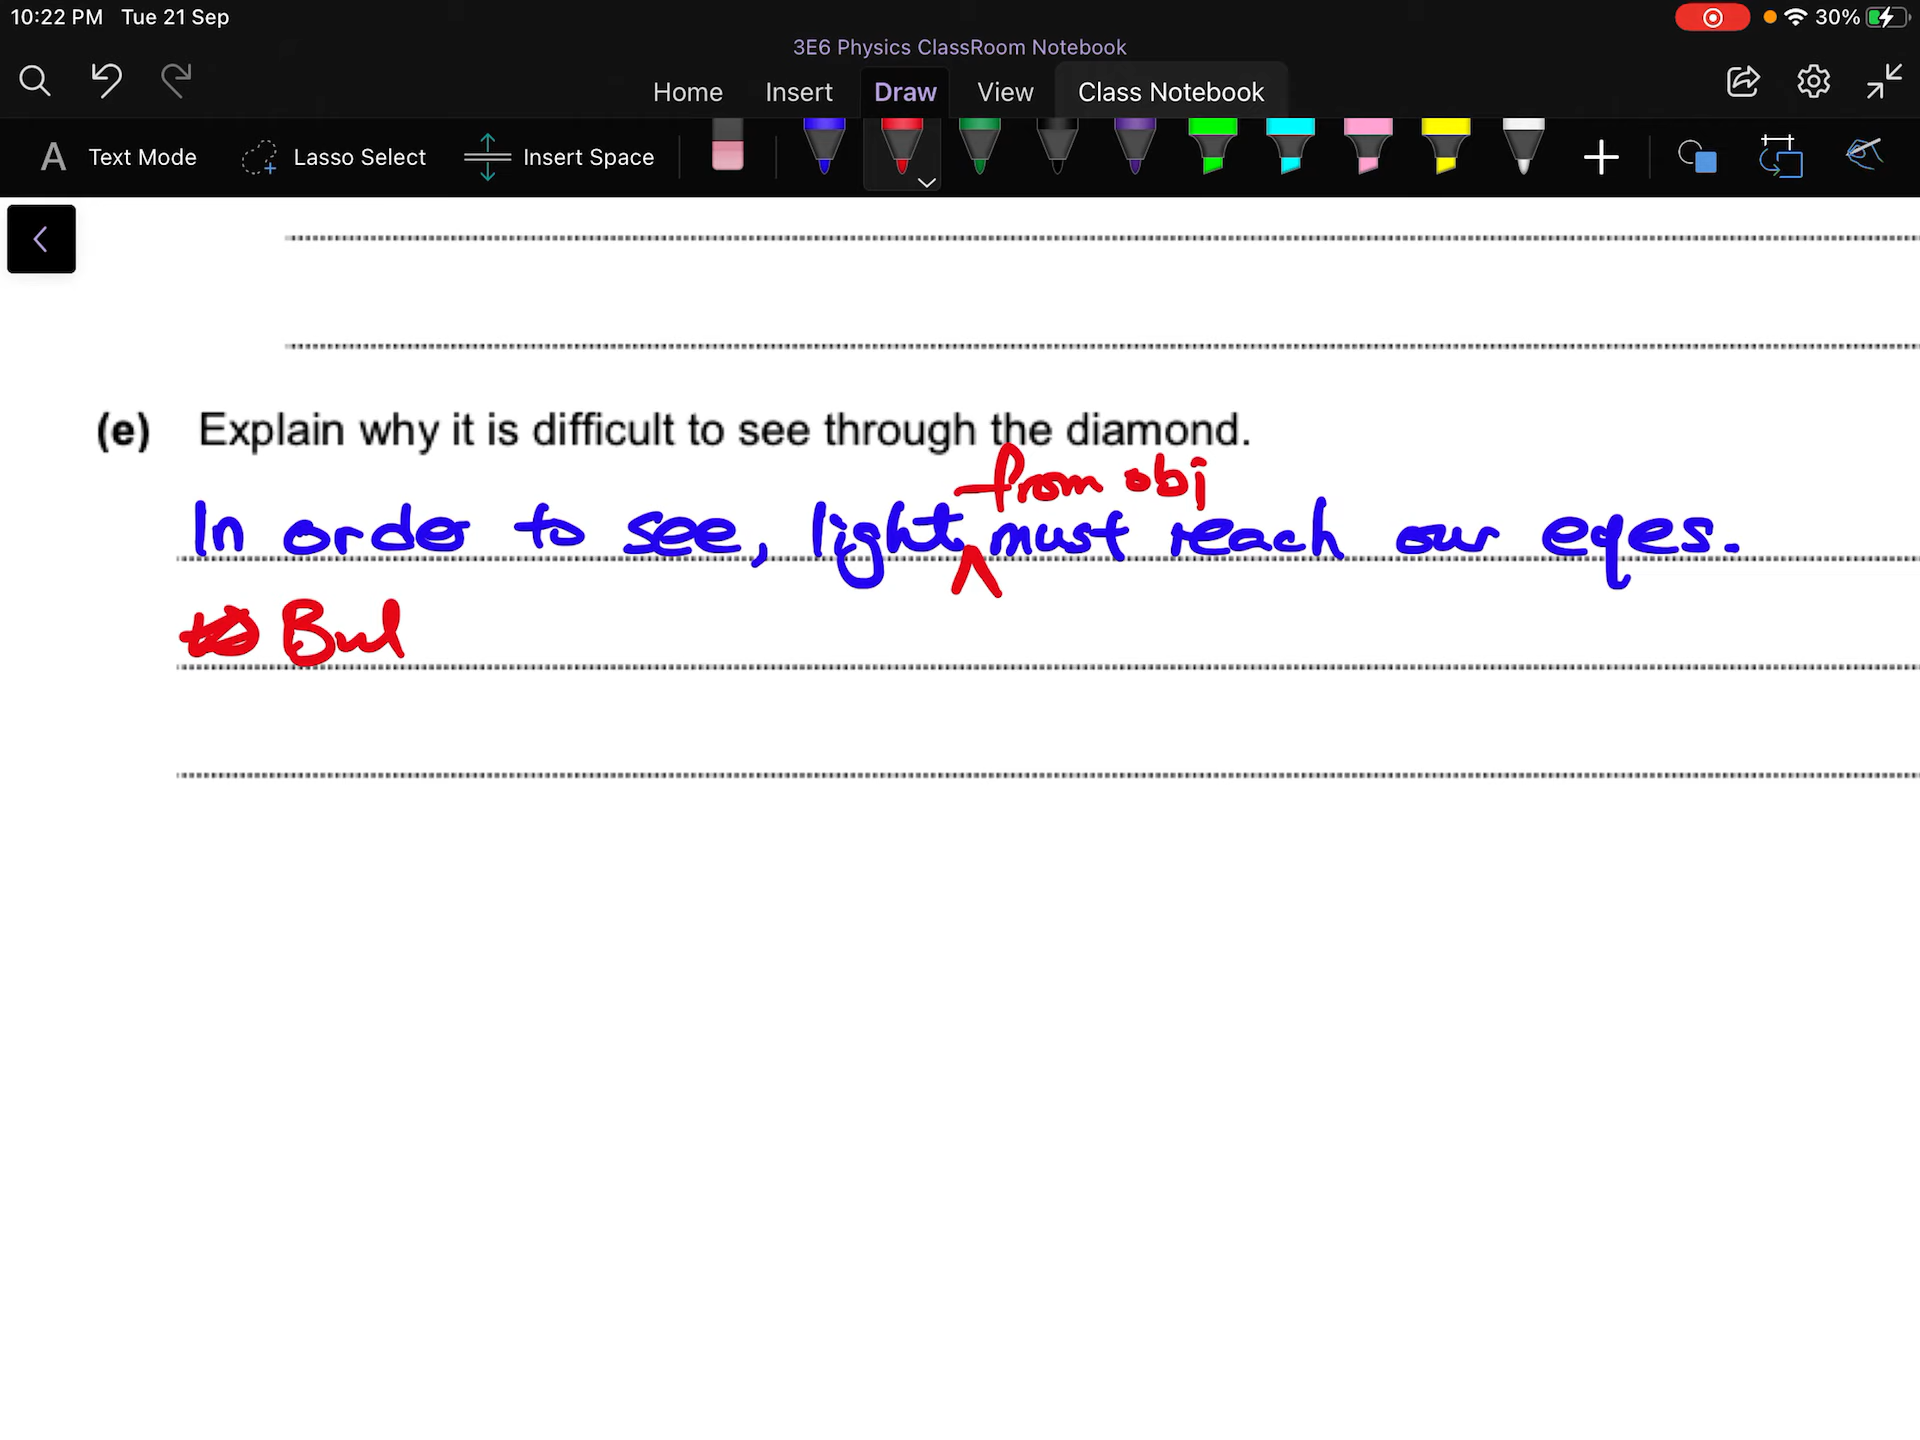 10:22 PM Tue 21 Sep
30%
3E6 Physics ClassRoom Notebook
Home Insert Draw View Class Notebook
A Text Mode Lasso Select Insert Space
(e) Explain why it is difficult to see through the diamond.
from obj
In order to see, light must reach our eyes.
But